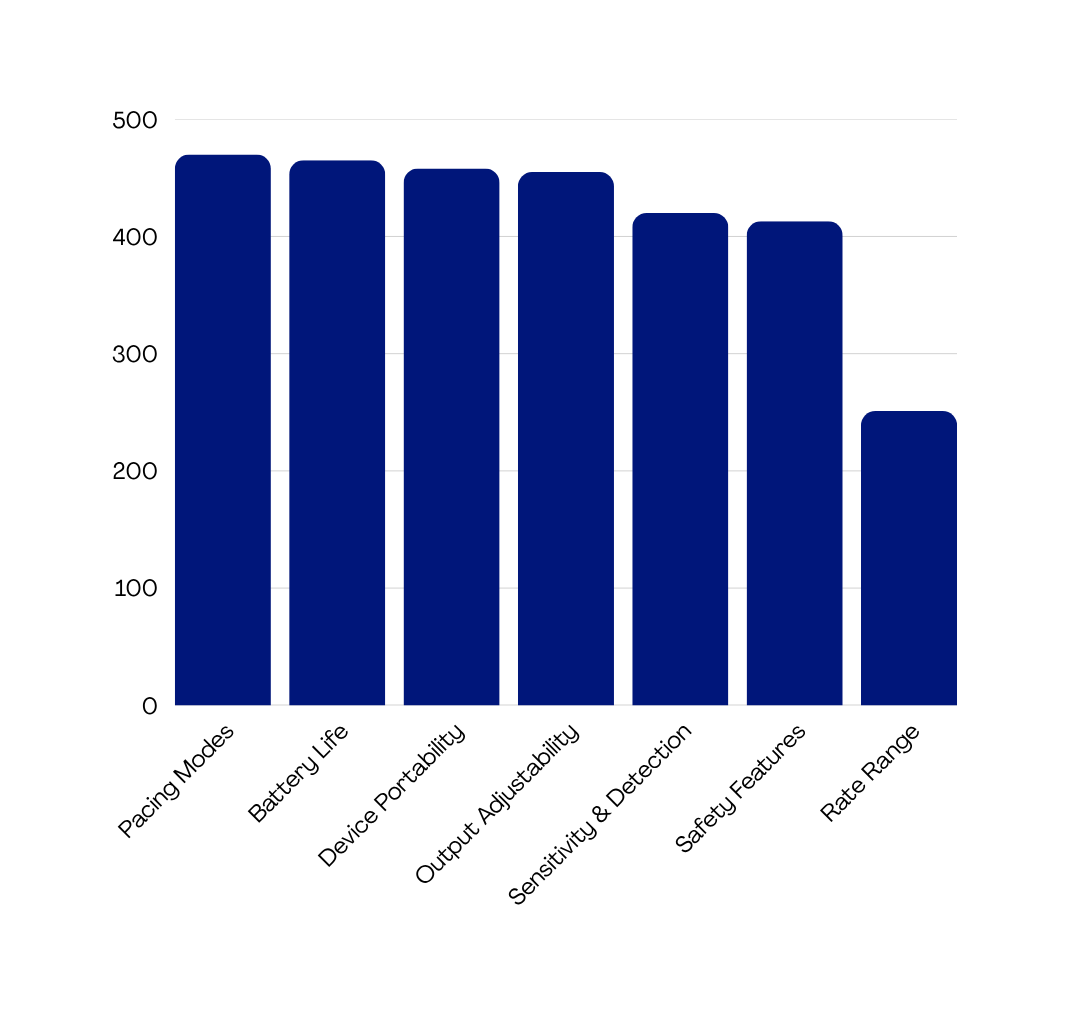 500
400
300
200
100
0
Pacing Modes
Battery Life
Device Portability
Output Adjustability
Sensitivity & Detection
Safety Features
Rate Range